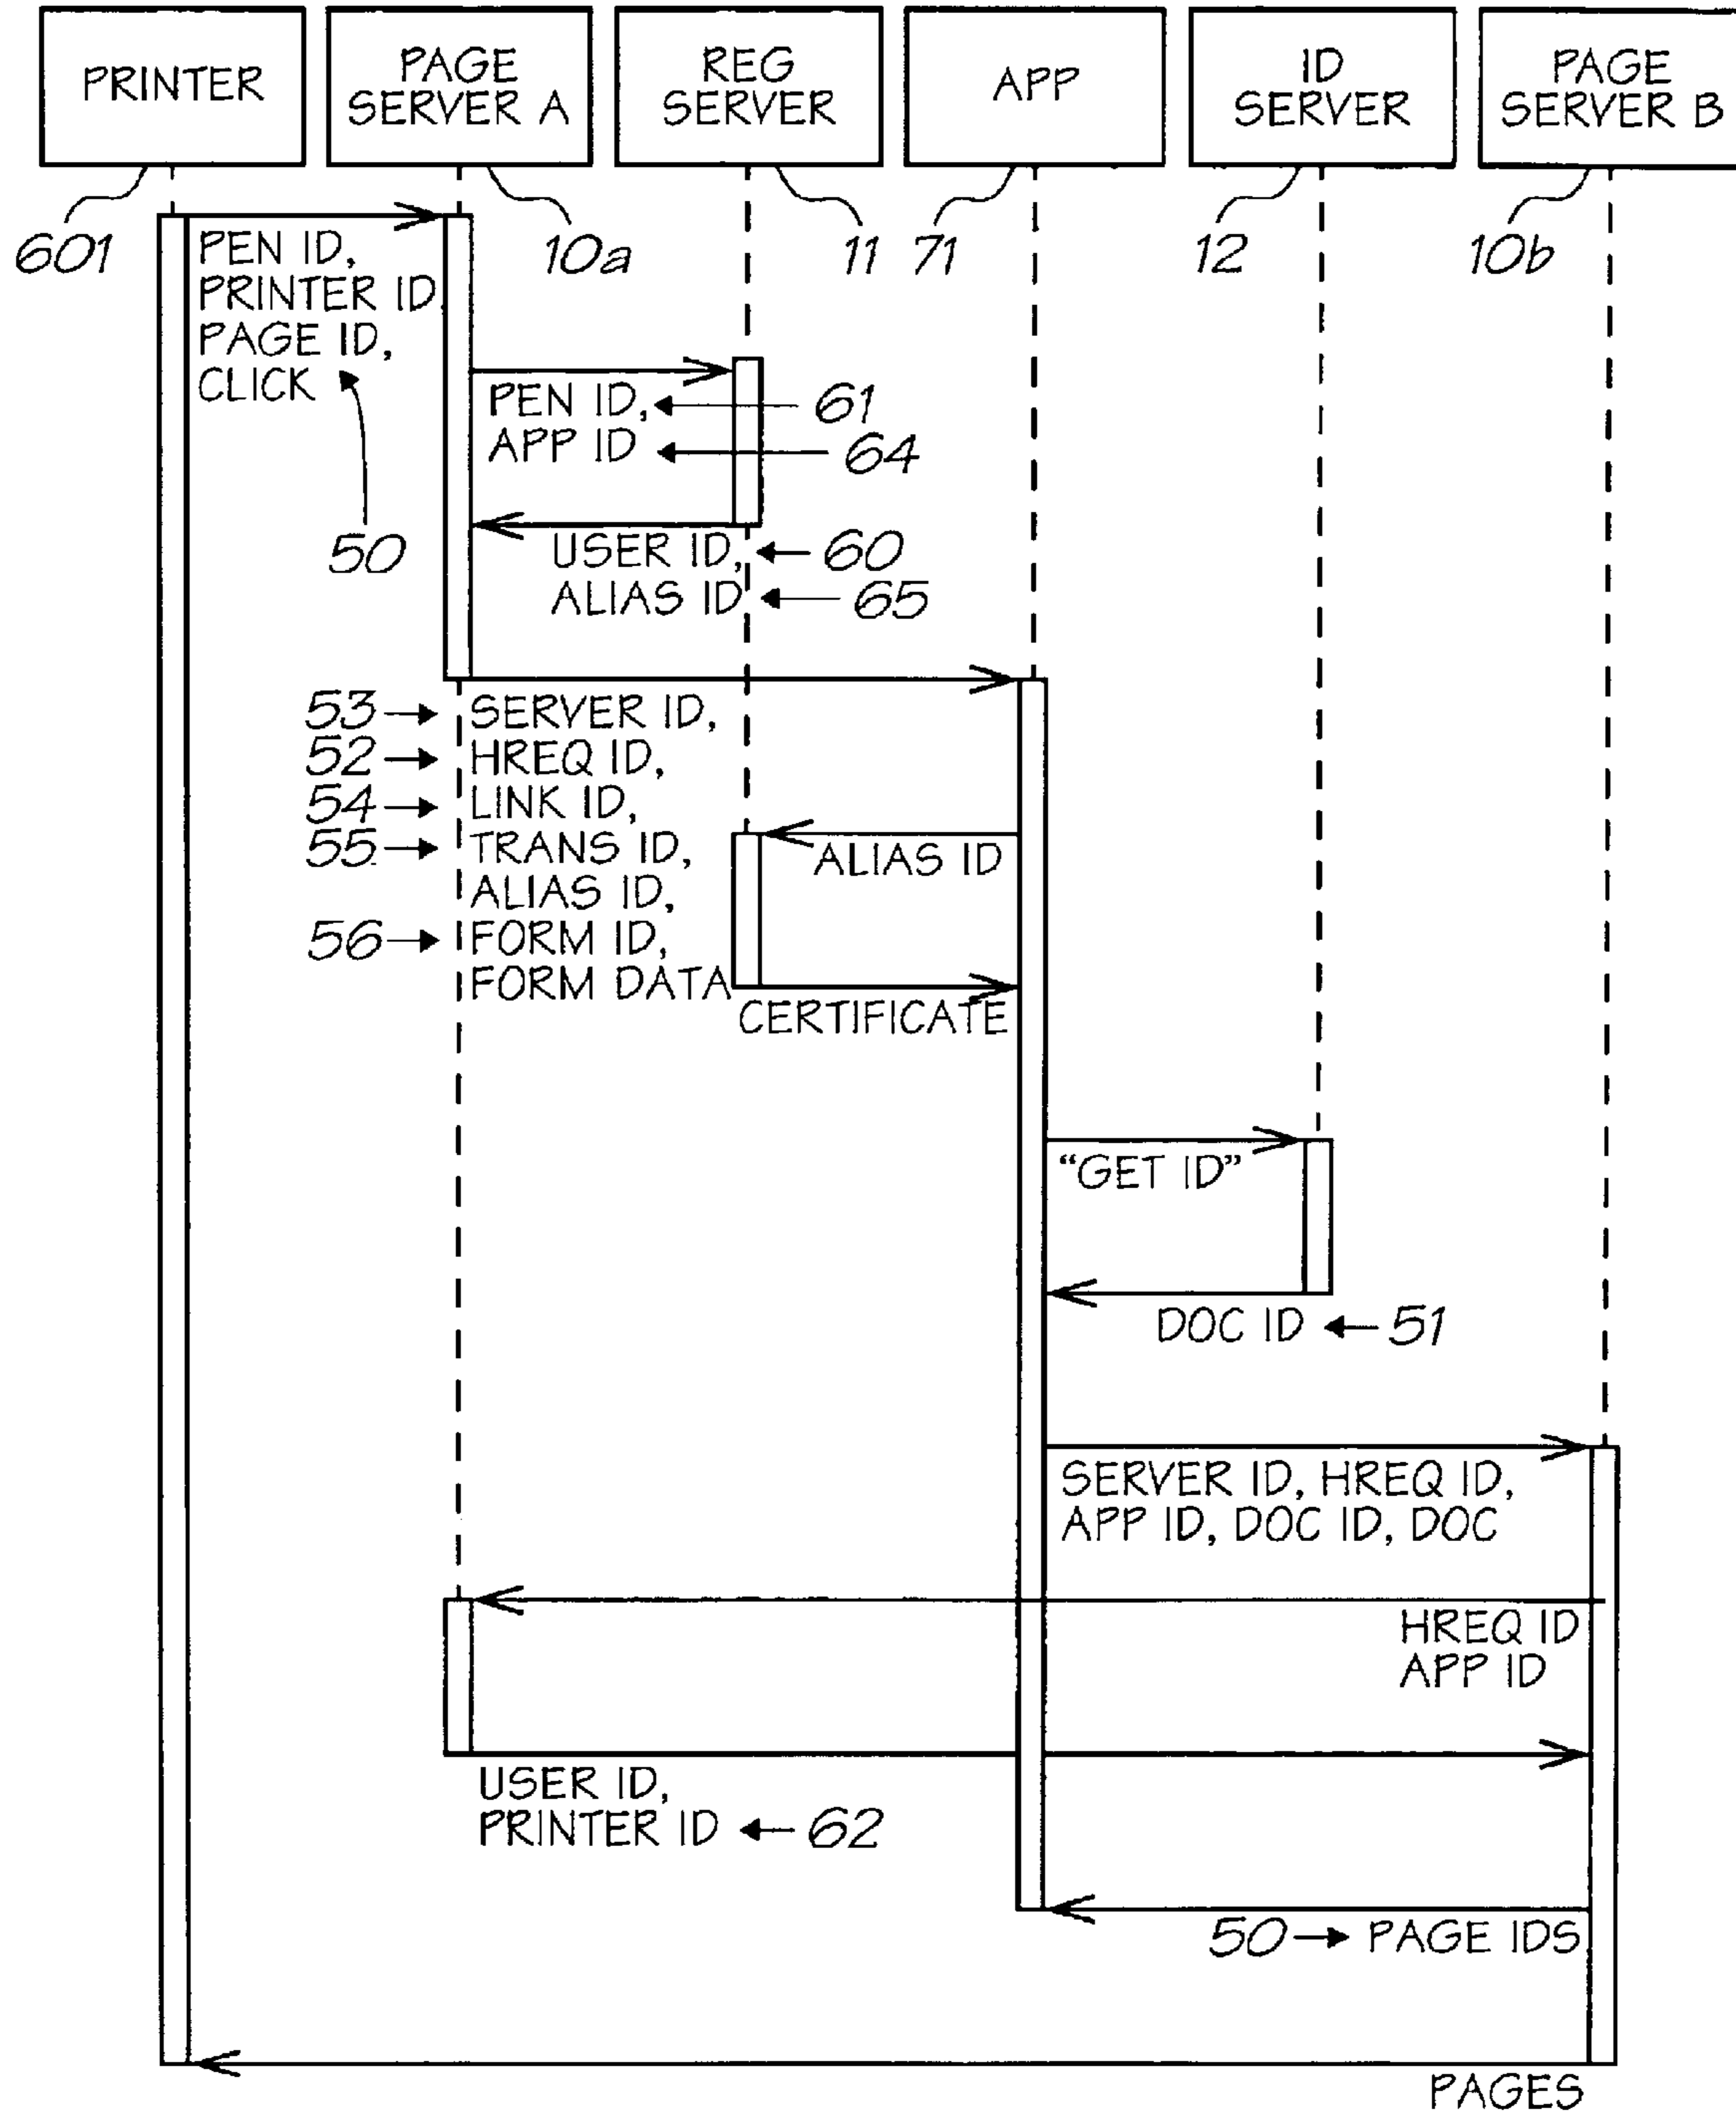 PRINTER
PAGE
SERVER A
REG
SERVER
APP
ID
SERVER
PAGE
SERVER B
601
10a
11
71
12
10b
PEN ID,
PRINTER ID
PAGE ID,
CLICK
50
PEN ID,
61
APP ID
64
USER ID,
60
ALIAS ID
65
53
SERVER ID,
52
HREQ ID,
54
LINK ID,
55
TRANS ID,
ALIAS ID,
56
FORM ID,
FORM DATA
ALIAS ID
CERTIFICATE
“GET ID”
DOC ID
51
SERVER ID, HREQ ID,
APP ID, DOC ID, DOC
HREQ ID
APP ID
USER ID,
PRINTER ID
62
50
PAGE IDS
PAGES